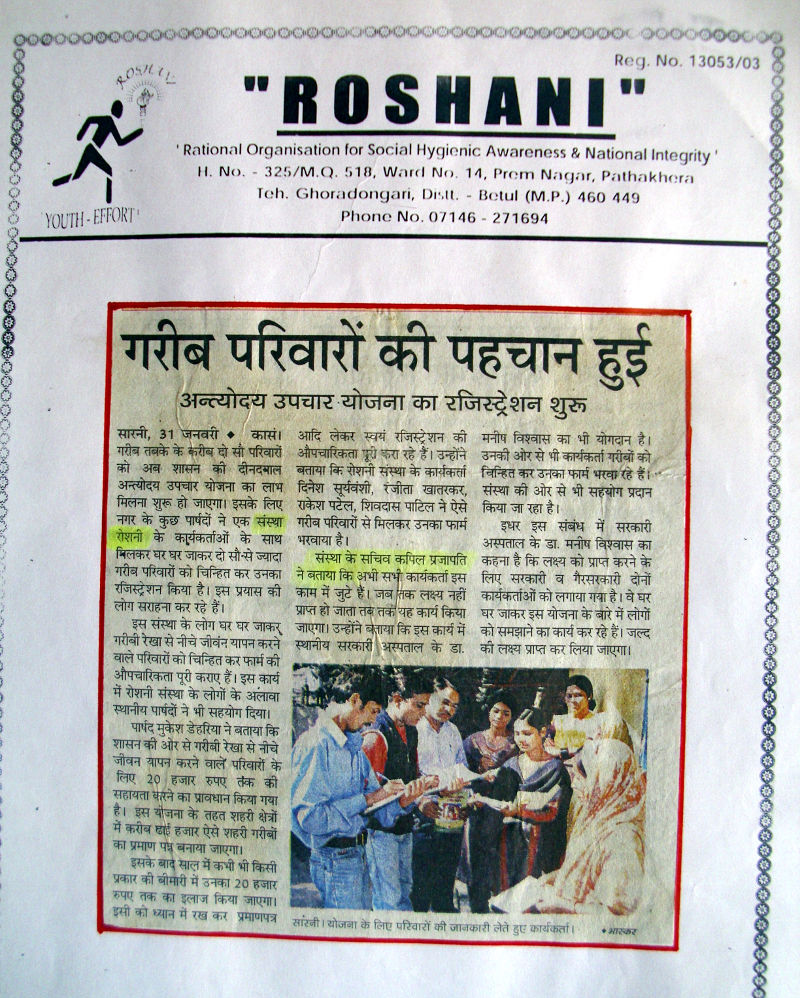 Reg. No. 13053/03
ROSHANI
"ROSHANI"
'Rational Organisation for Social Hygienic Awareness & National Integrity'
H. No. - 325/M.Q. 518, Ward No. 14, Prem Nagar, Pathakhera
Teh. Ghoradongari, Distt. - Betul (M.P.) 460 449
Phone No. 07146 - 271694
'YOUTH - EFFORT'
गरीब परिवारों की पहचान हुई
अन्त्योदय उपचार योजना का रजिस्ट्रेशन शुरू
सारनी, 31 जनवरी ♦ कासं।
गरीब तबके के करीब दो सौ परिवारों
को अब शासन की दीनदयाल
अन्त्योदय उपचार योजना का लाभ
मिलना शुरू हो जाएगा। इसके लिए
नगर के कुछ पार्षदों ने एक संस्था
रोशनी के कार्यकर्ताओं के साथ
मिलकर घर घर जाकर दो सौ से ज्यादा
गरीब परिवारों को चिन्हित कर उनका
रजिस्ट्रेशन किया है। इस प्रयास की
लोग सराहना कर रहे हैं।
इस संस्था के लोग घर घर जाकर
गरीबी रेखा से नीचे जीवन यापन करने
वाले परिवारों को चिन्हित कर फार्म की
औपचारिकता पूरी कराए हैं। इस कार्य
में रोशनी संस्था के लोगों के अलावा
स्थानीय पार्षदों ने भी सहयोग दिया।
पार्षद मुकेश डेहरिया ने बताया कि
शासन की ओर से गरीबी रेखा से नीचे
जीवन यापन करने वाले परिवारों के
लिए 20 हजार रुपए तक की
सहायता करने का प्रावधान किया गया
है। इस योजना के तहत शहरी क्षेत्रों
में करीब ढाई हजार ऐसे शहरी गरीबों
का प्रमाण पत्र बनाया जाएगा।
इसके बाद साल में कभी भी किसी
प्रकार की बीमारी में उनका 20 हजार
रुपए तक का इलाज किया जाएगा।
इसी को ध्यान में रख कर प्रमाणपत्र
आदि लेकर स्वयं रजिस्ट्रेशन की
औपचारिकता पूरी करा रहे हैं। उन्होंने
बताया कि रोशनी संस्था के कार्यकर्ता
दिनेश सूर्यवंशी, रंजीता खातरकर,
राकेश पटेल, शिवदास पाटिल ने ऐसे
गरीब परिवारों से मिलकर उनका फार्म
भरवाया है।
संस्था के सचिव कपिल प्रजापति
ने बताया कि अभी सभी कार्यकर्ता इस
काम में जुटे हैं। जब तक लक्ष्य नहीं
प्राप्त हो जाता तब तक यह कार्य किया
जाएगा। उन्होंने बताया कि इस कार्य में
स्थानीय सरकारी अस्पताल के डा.
मनीष विश्वास का भी योगदान है।
उनकी ओर से भी कार्यकर्ता गरीबों को
चिन्हित कर उनका फार्म भरवा रहे हैं।
संस्था की ओर से भी सहयोग प्रदान
किया जा रहा है।
इधर इस संबंध में सरकारी
अस्पताल के डा. मनीष विश्वास का
कहना है कि लक्ष्य को प्राप्त करने के
लिए सरकारी व गैरसरकारी दोनों
कार्यकर्ताओं को लगाया गया है। वे घर
घर जाकर इस योजना के बारे में लोगों
को समझाने का कार्य कर रहे हैं। जल्द
की लक्ष्य प्राप्त कर लिया जाएगा।
सारनी। योजना के लिए परिवारों की जानकारी लेते हुए कार्यकर्ता। ♦भास्कर